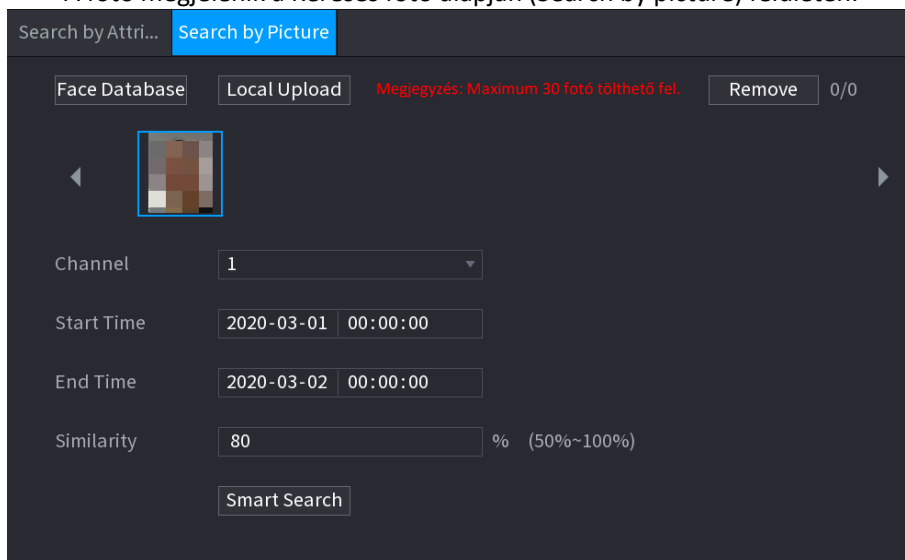 A fotó megjelenik a Keresés fotó alapján (Search by picture) felületen.
Search by Attri... Search by Picture
Face Database Local Upload Megjegyzés: Maximum 30 fotó tölthető fel. Remove 0/0
Channel 1
Start Time 2020-03-01 00:00:00
End Time 2020-03-02 00:00:00
Similarity 80 % (50%~100%)
Smart Search